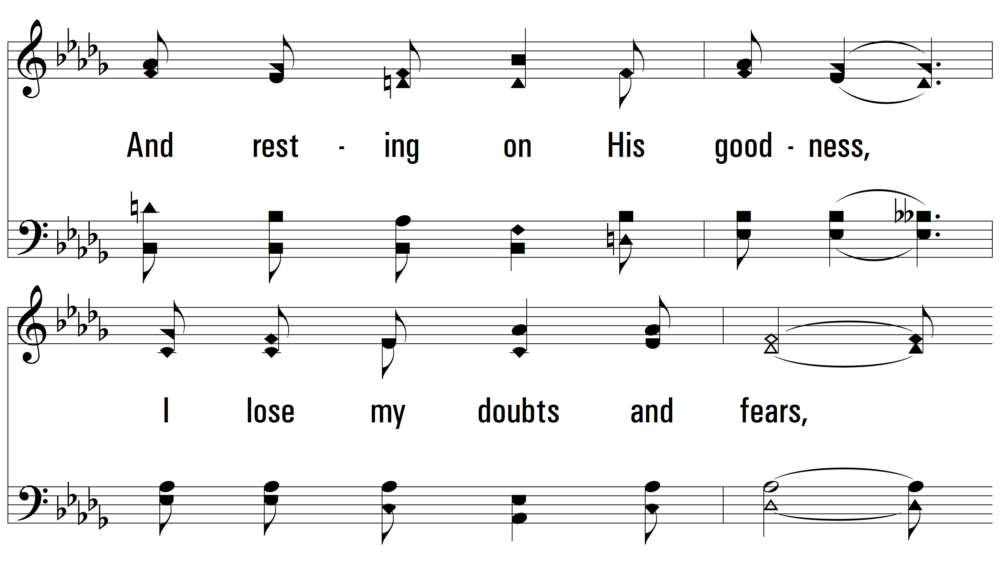 And rest - ing on His good - ness,
I lose my doubts and fears,